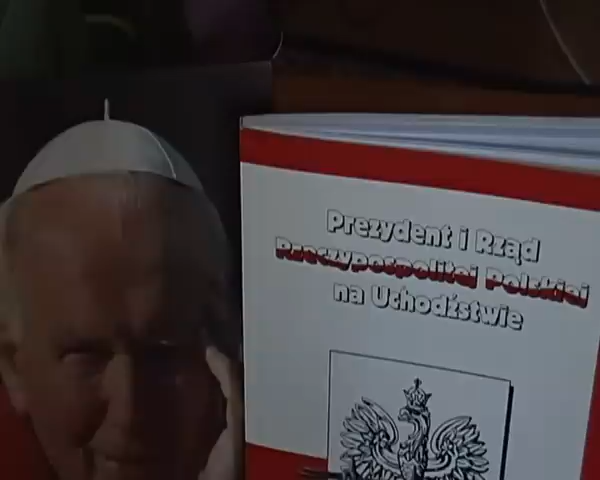 Prezydent i Rząd
Rzeczypospolitej Polskiej
na Uchodźstwie